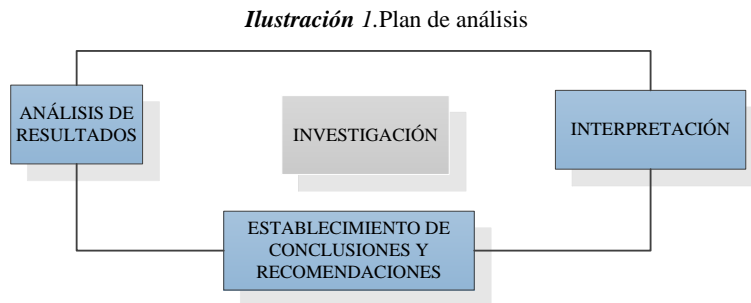 Ilustración 1.Plan de análisis
ANÁLISIS DE
RESULTADOS
INVESTIGACIÓN
INTERPRETACIÓN
ESTABLECIMIENTO DE
CONCLUSIONES Y
RECOMENDACIONES